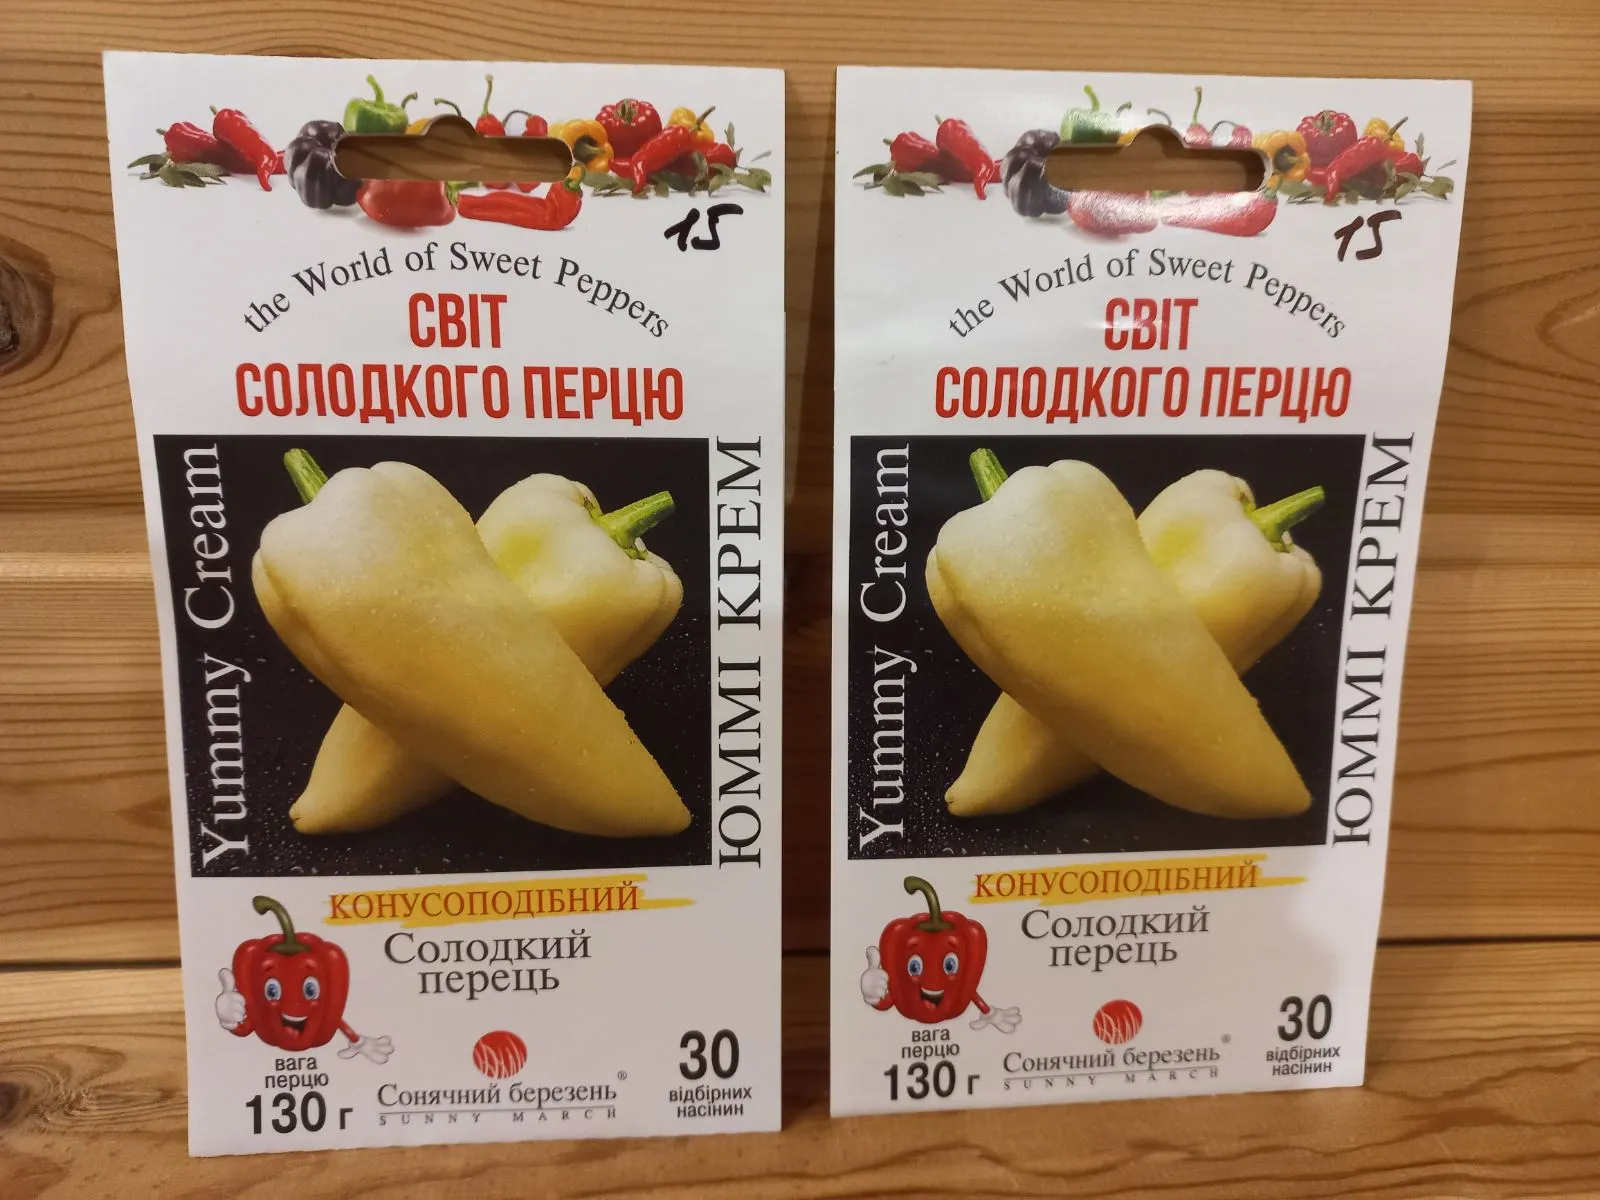 15
the World of Sweet Peppers
СВІТ
СОЛОДКОГО ПЕРЦЮ
Yummy Cream
ЮММІ КРЕМ
КОНУСОПОДІБНИЙ
Солодкий
перець
вага
перцю
130 г
Сонячний березень®
SUNNY MARCH
30
відбірних
насінин
15
the World of Sweet Peppers
СВІТ
СОЛОДКОГО ПЕРЦЮ
Yummy Cream
ЮММІ КРЕМ
КОНУСОПОДІБНИЙ
Солодкий
перець
вага
перцю
130 г
Сонячний березень®
SUNNY MARCH
30
відбірних
насінин